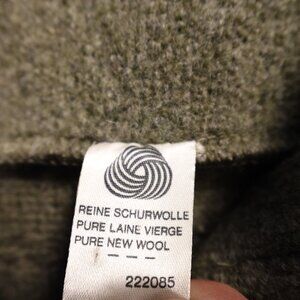 REINE SCHURWOLLE
PURE LAINE VIERGE
PURE NEW WOOL
– – –
222085